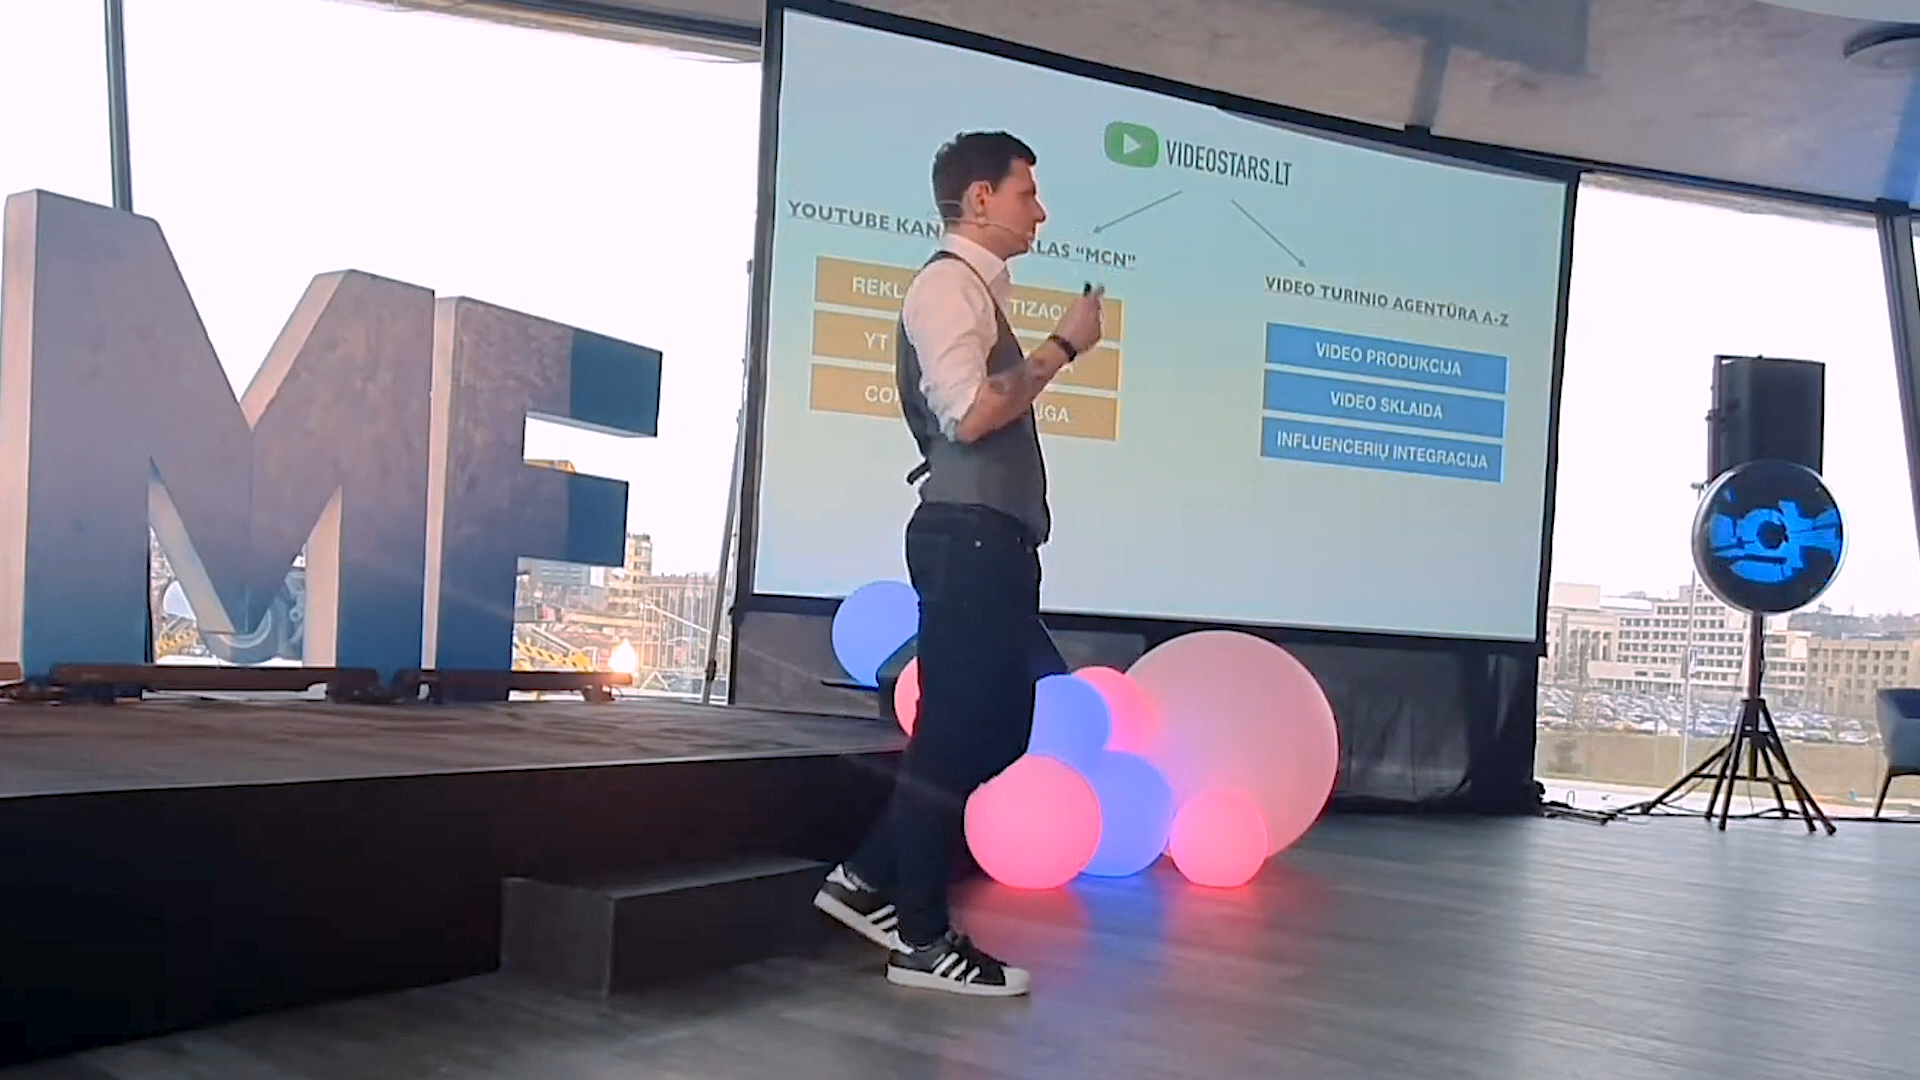 ME
VIDEOSTARS.LT
YOUTUBE KAN LAS “MCN”
REKL TIZACI
YT
CO UGA
VIDEO TURINIO AGENTŪRA A-Z
VIDEO PRODUKCIJA
VIDEO SKLAIDA
INFLUENCERIŲ INTEGRACIJA